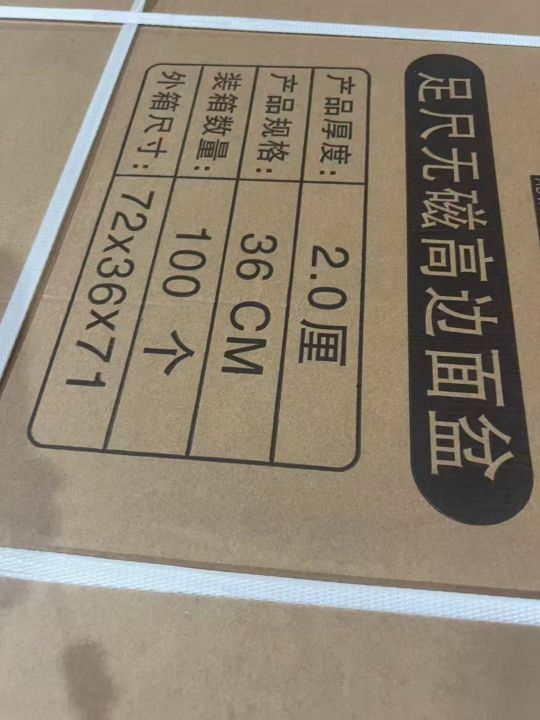 足尺无磁高边面盆
产品厚度: 2.0厘
产品规格: 36 CM
装箱数量: 100 个
外箱尺寸: 72x36x71